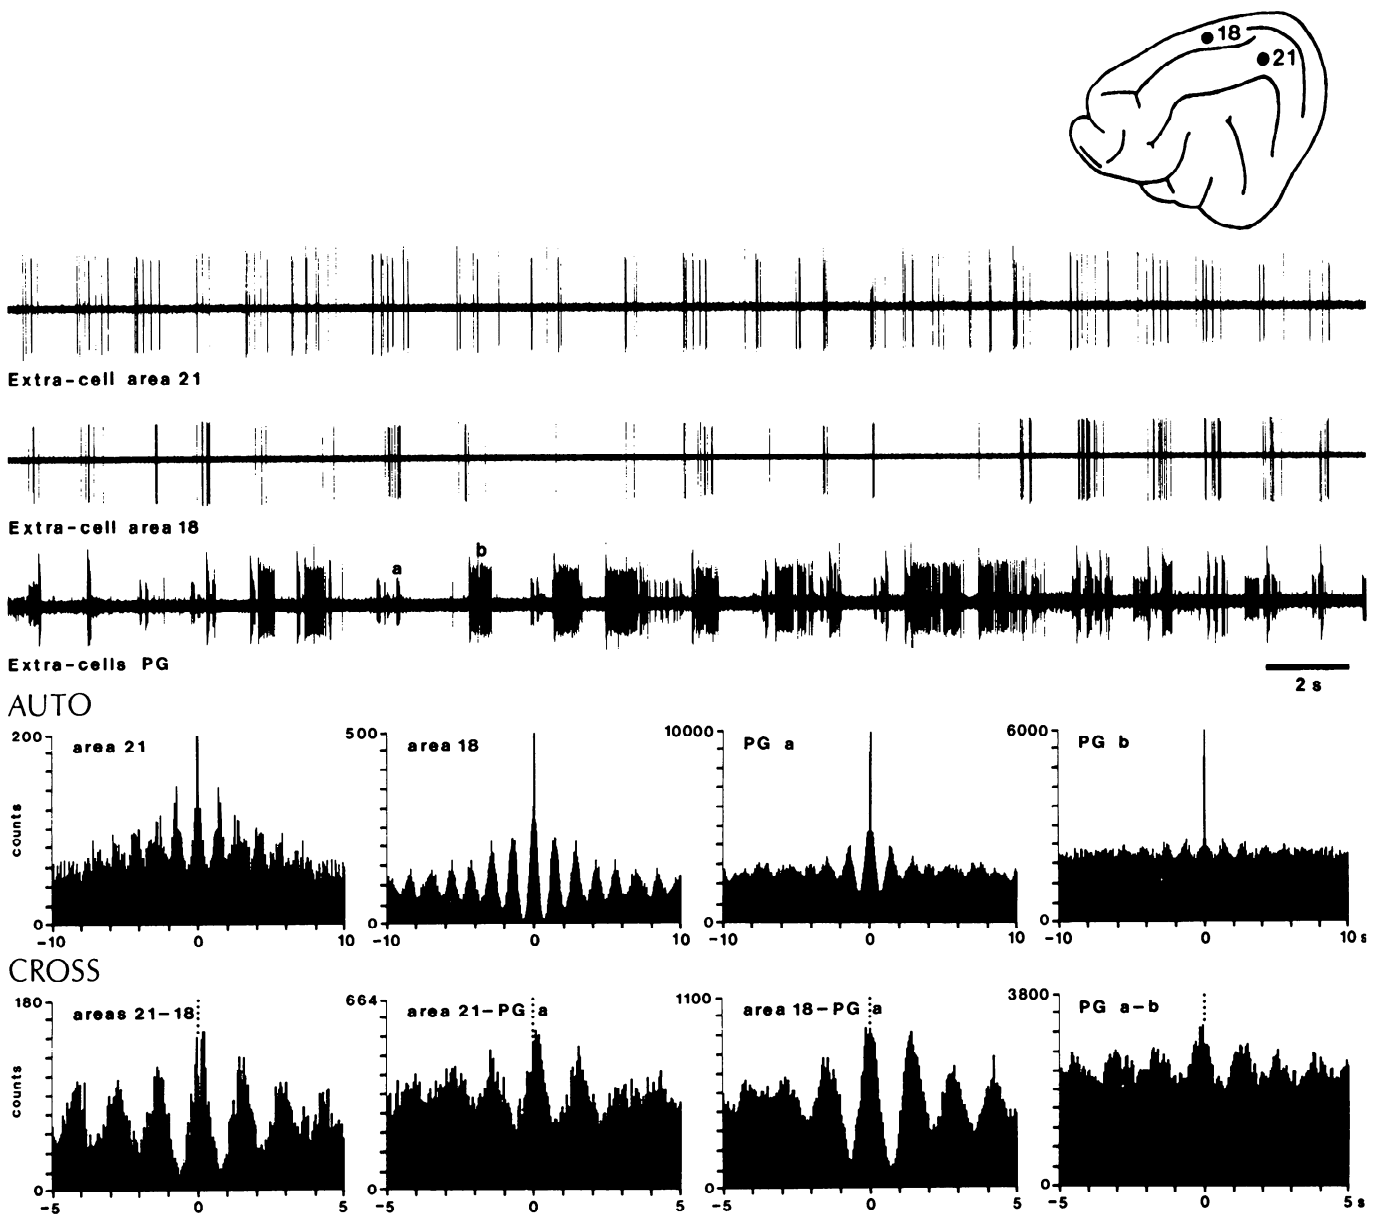 18
21
Extra-cell area 21
Extra-cell area 18
b
a
Extra-cells PG
2 s
AUTO
200
area 21
counts
0
-10 0 10
500
area 18
0
-10 0 10
10000
PG a
0
-10 0 10
6000
PG b
0
-10 0 10 s
CROSS
180
areas 21-18
counts
0
-5 0 5
664
area 21-PG a
0
-5 0 5
1100
area 18-PG a
0
-5 0 5
3800
PG a-b
0
-5 0 5 s